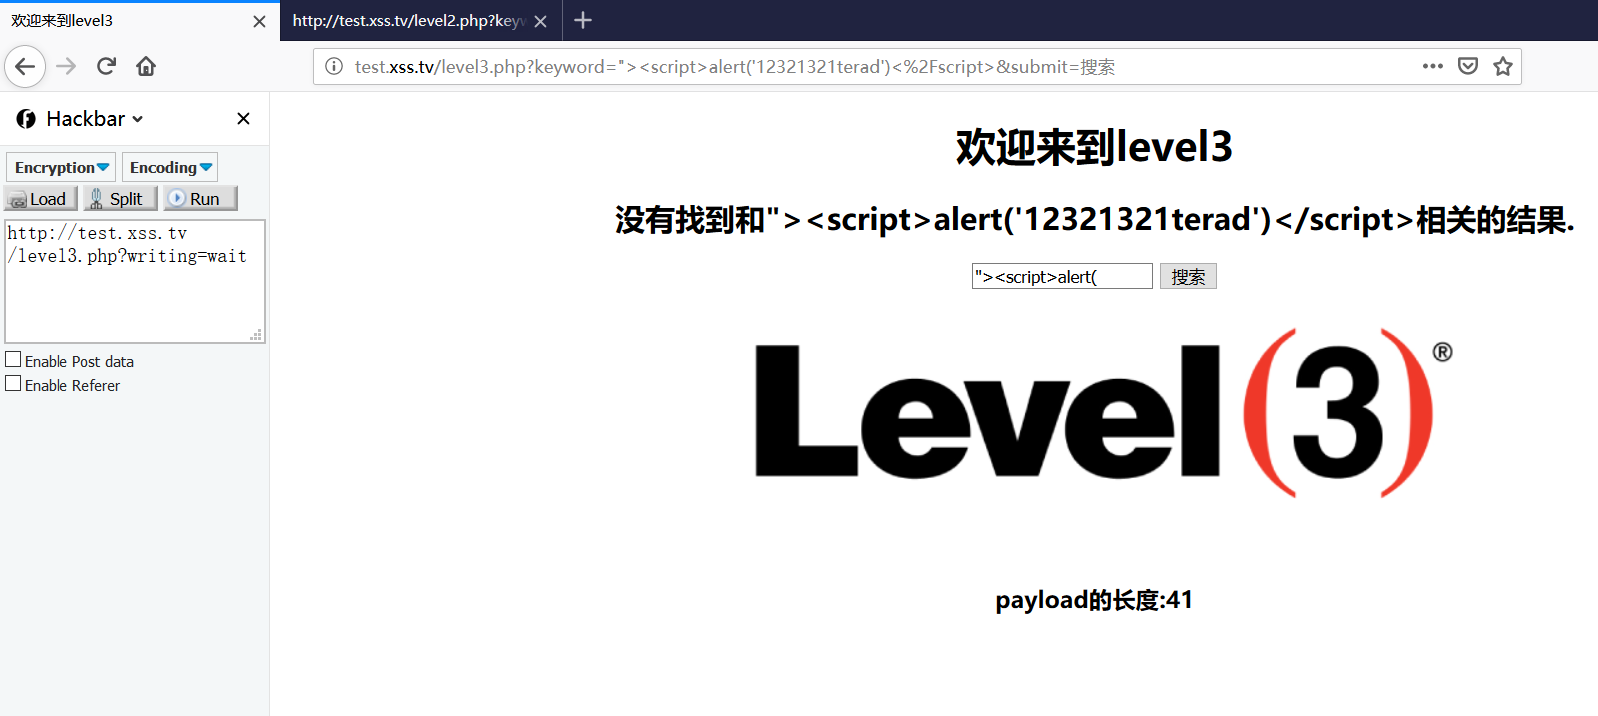 欢迎来到level3
http://test.xss.tv/level2.php?key
test.xss.tv/level3.php?keyword="><script>alert('12321321terad')<%2Fscript>&submit=搜索
Hackbar
Encryption Encoding
Load Split Run
http://test.xss.tv
/level3.php?writing=wait
Enable Post data
Enable Referer
欢迎来到level3
没有找到和"><script>alert('12321321terad')</script>相关的结果.
"><script>alert( 搜索
Level(3)®
payload的长度:41